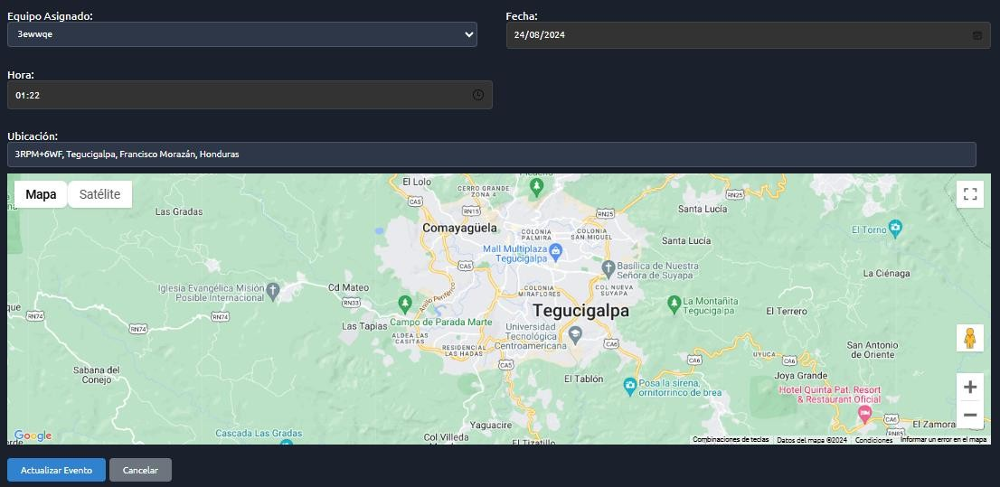 Equipo Asignado:
Fecha:
3ewwqe
24/08/2024
Hora:
01:22
Ubicación:
3RPM+6WF, Tegucigalpa, Francisco Morazán, Honduras
Mapa
Satélite
El Lolo
CERRO GRANDE
ZONA 4
CA5
RN15
RN25
RN25
Las Gradas
Santa Lucía
Comayagüela
COLONIA
PALMIRA
COLONIA
SAN MIGUEL
El Torno
Santa Lucía
Mall Multiplaza
Tegucigalpa
CA5
Basílica de Nuestra
Señora de Suyapa
La Ciénaga
Iglesia Evangélica Misión
Posible Internacional
Cd Mateo
Anillo Periférico
COLONIA
MIRAFLORES
COL NUEVA
SUYAPA
RN33
La Montañita
Tegucigalpa
que
RN74
RN74
RN74
Las Tapias
Campo de Parada Marte
Tegucigalpa
El Terrero
ALDEA LAS
CASITAS
Universidad
Tecnológica
Centroamericana
RESIDENCIAL
LAS HADAS
CA6
San Antonio
de Oriente
UYUCA
CA6
CA6
CA5
Sabana del
Conejo
El Tablón
Joya Grande
Posa la sirena,
ornitorrinco de brea
Hotel Quinta Pat. Resort
& Restaurant Oficial
Yaguacire
CA6
El Zamora
RN85
Cascada Las Gradas
Col Villeda
El Tizatillo
erde
Google
Combinaciones de teclas
Datos del mapa ©2024
Condiciones
Informar un error en el mapa
Actualizar Evento
Cancelar